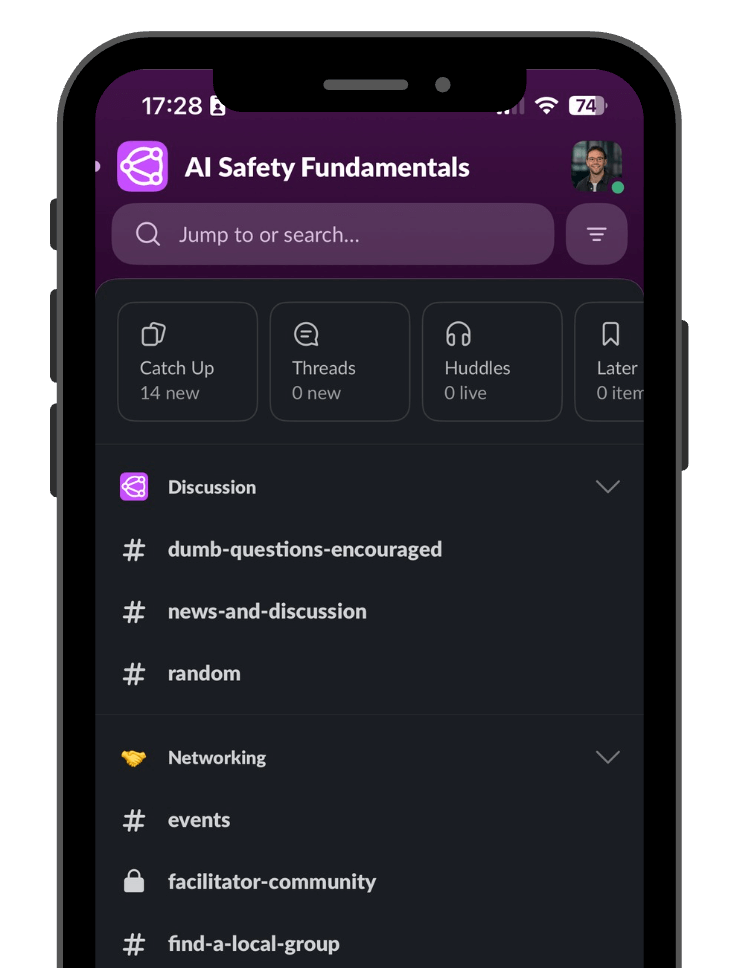 17:28
74
AI Safety Fundamentals
Jump to or search...
Catch Up
14 new
Threads
0 new
Huddles
0 live
Later
0 item
Discussion
# dumb-questions-encouraged
# news-and-discussion
# random
Networking
# events
facilitator-community
# find-a-local-group